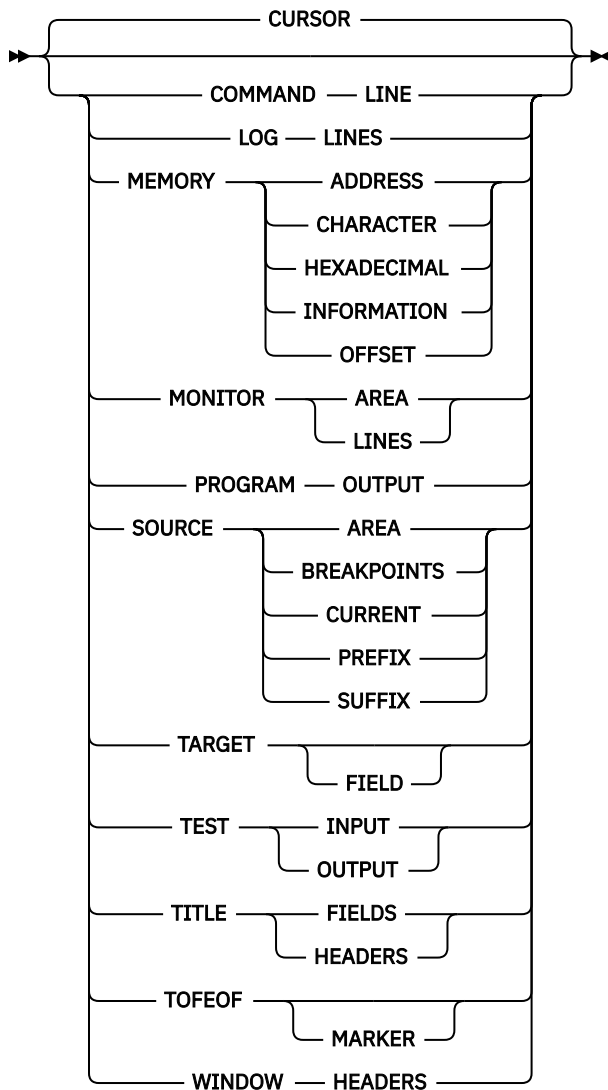 CURSOR
COMMAND LINE
LOG LINES
MEMORY ADDRESS
CHARACTER
HEXADECIMAL
INFORMATION
OFFSET
MONITOR AREA
LINES
PROGRAM OUTPUT
SOURCE AREA
BREAKPOINTS
CURRENT
PREFIX
SUFFIX
TARGET
FIELD
TEST INPUT
OUTPUT
TITLE FIELDS
HEADERS
TOFEOF
MARKER
WINDOW HEADERS